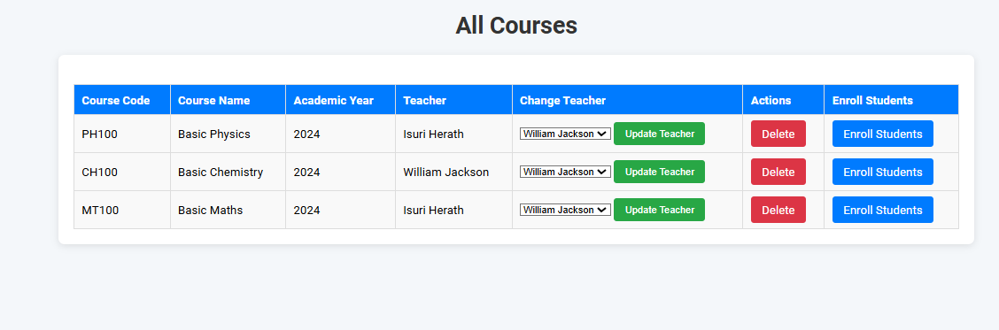 All Courses
Course Code Course Name Academic Year Teacher Change Teacher Actions Enroll Students
PH100 Basic Physics 2024 Isuri Herath William Jackson Update Teacher Delete Enroll Students
CH100 Basic Chemistry 2024 William Jackson William Jackson Update Teacher Delete Enroll Students
MT100 Basic Maths 2024 Isuri Herath William Jackson Update Teacher Delete Enroll Students